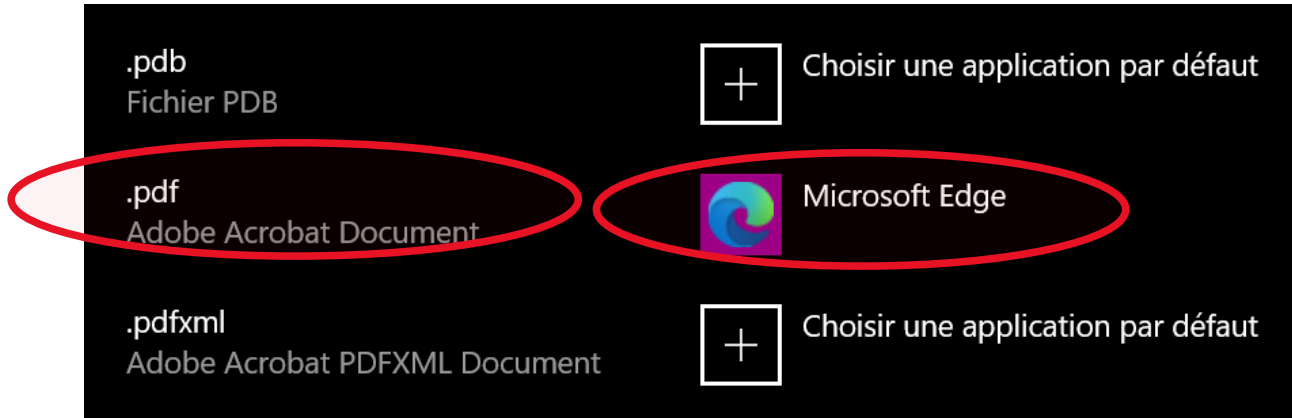 .pdb
Fichier PDB
Choisir une application par défaut
.pdf
Adobe Acrobat Document
Microsoft Edge
.pdfxml
Adobe Acrobat PDFXML Document
Choisir une application par défaut